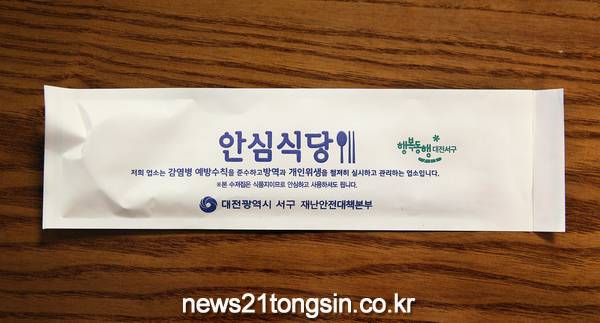 안심식당
행복동행 대전서구
저희 업소는 감염병 예방수칙을 준수하고 방역과 개인위생을 철저히 실시하고 관리하는 업소입니다.
※본 수저집은 식품지이므로 안심하고 사용하셔도 됩니다.
대전광역시 서구 재난안전대책본부
news21tongsin.co.kr